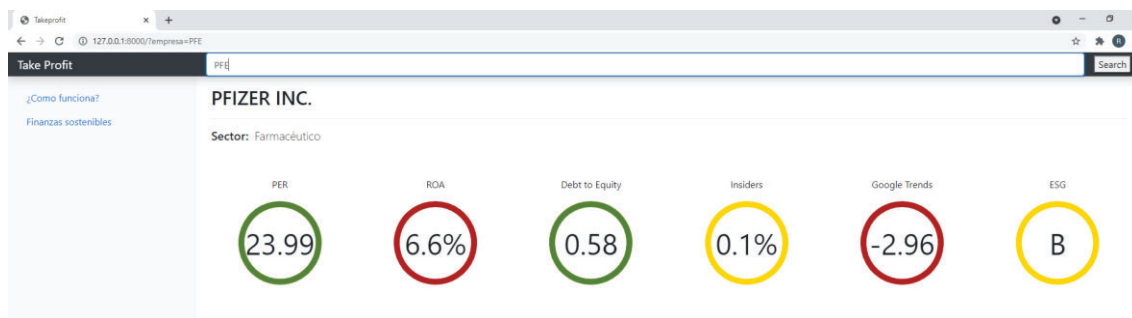 Takeprofit
127.0.0.1:8000/?empresa=PFE
R
Take Profit
PFE
Search
¿Como funciona?
Finanzas sostenibles
PFIZER INC.
Sector: Farmacéutico
PER ROA Debt to Equity Insiders Google Trends ESG
23.99 6.6% 0.58 0.1% -2.96 B